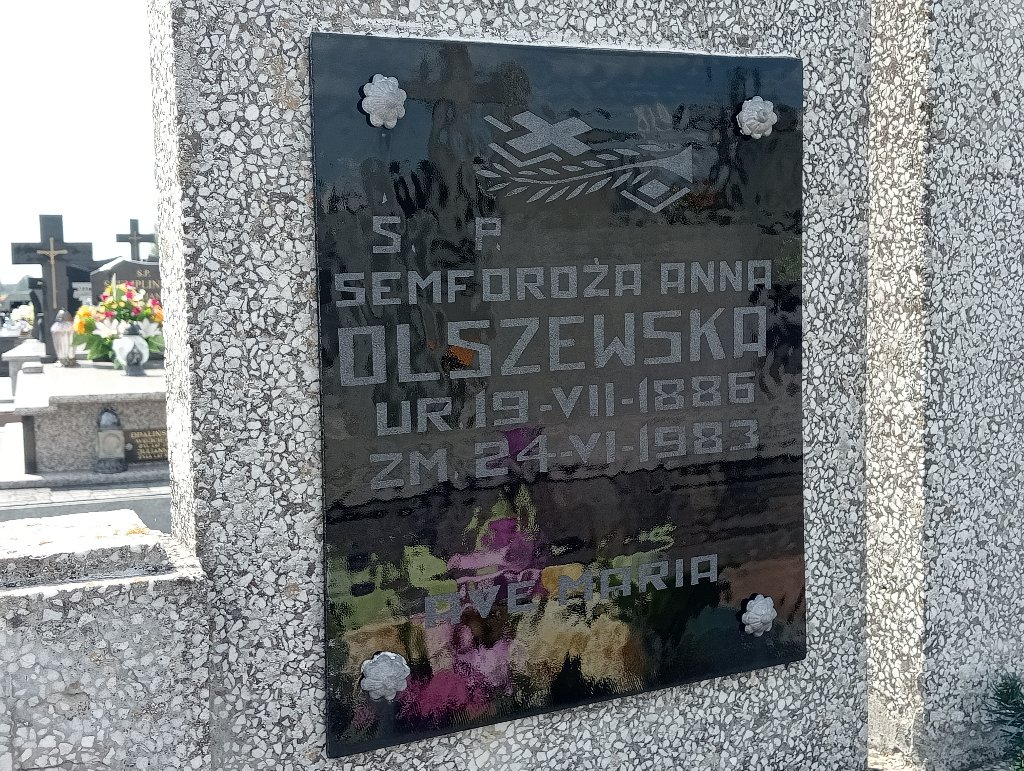 Ś. P.
SEMFOROŻA ANNA
OLSZEWSKA
UR. 19-VII-1886
ZM. 24-VI-1983
AVE MARIA
Ś.P.